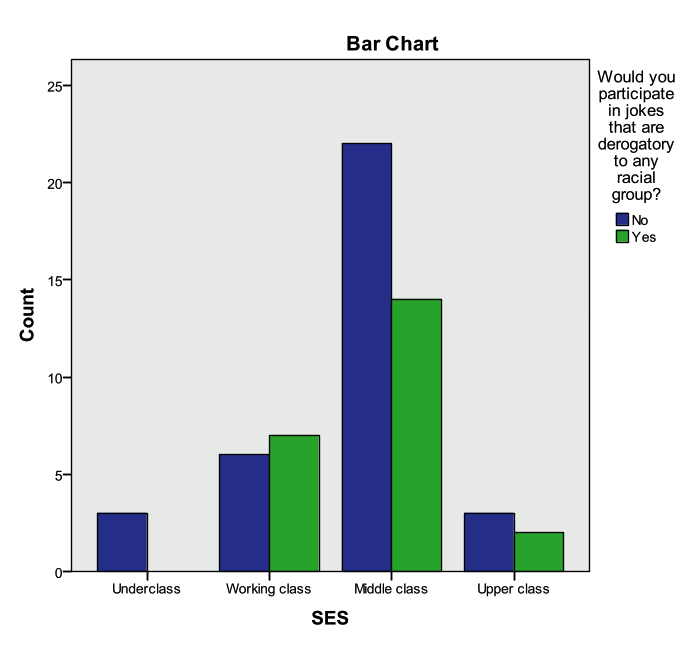 Bar Chart
Would you
participate
in jokes
that are
derogatory
to any
racial
group?
No
Yes
Count
25
20
15
10
5
0
Underclass
Working class
Middle class
Upper class
SES